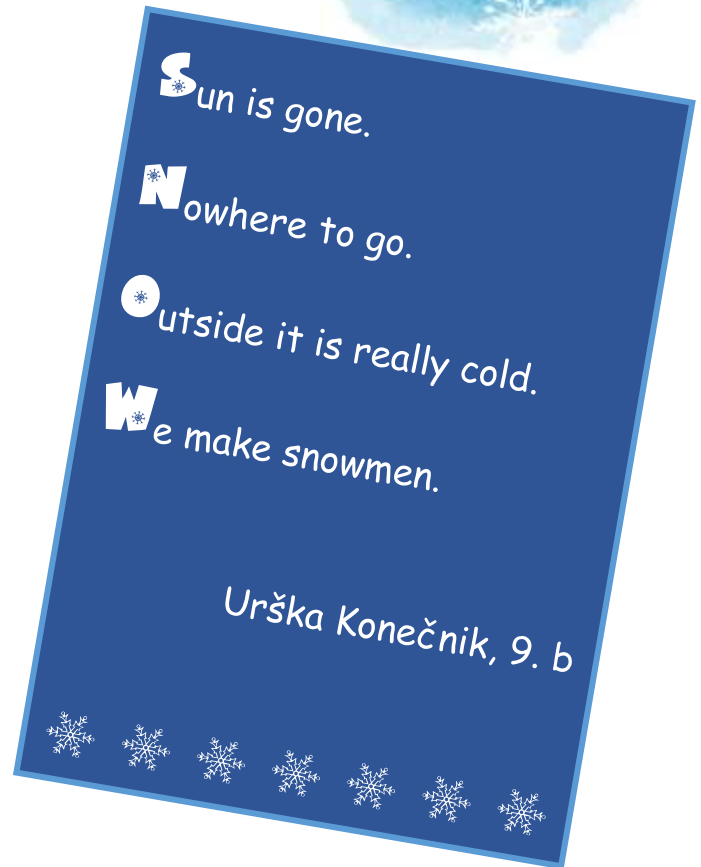 Sun is gone.
Nowhere to go.
Outside it is really cold.
We make snowmen.
Urška Konečnik, 9. b